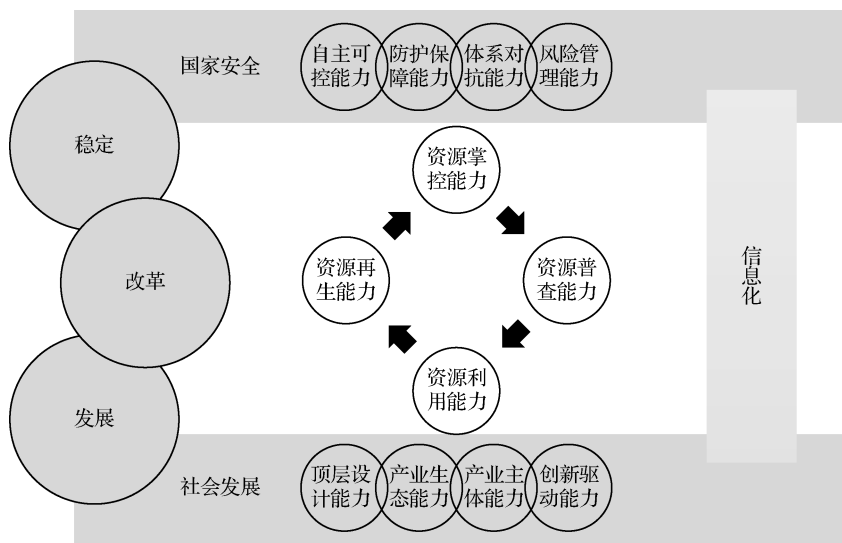 国家安全
自主可
控能力
防护保
障能力
体系对
抗能力
风险管
理能力
稳定
改革
发展
资源掌
控能力
资源再
生能力
资源普
查能力
资源利
用能力
信息化
社会发展
顶层设
计能力
产业生
态能力
产业主
体能力
创新驱
动能力